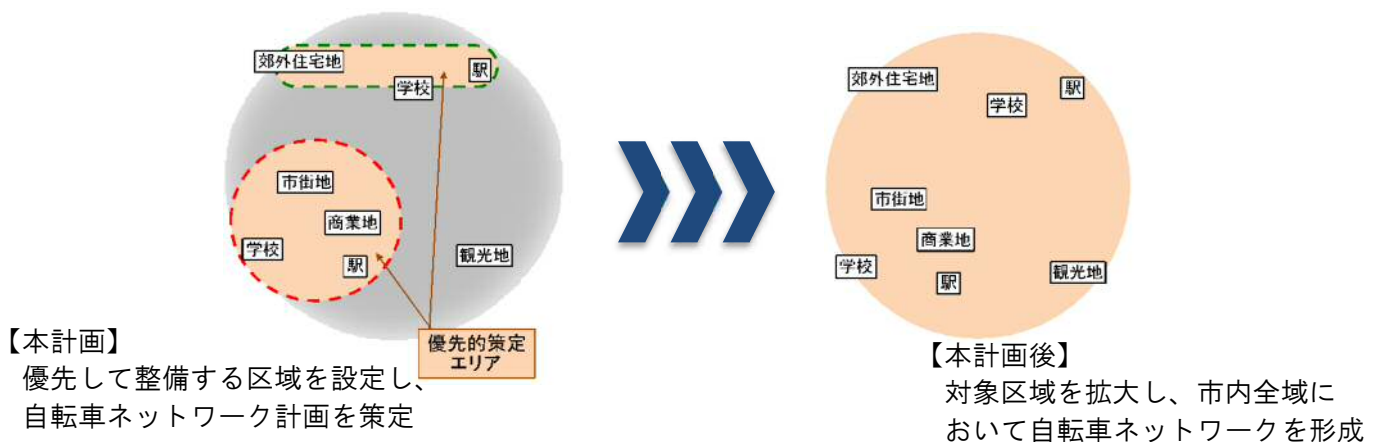 郊外住宅地
駅
学校
市街地
商業地
学校
駅
観光地
優先的策定
エリア
【本計画】
優先して整備する区域を設定し、
自転車ネットワーク計画を策定
郊外住宅地
駅
学校
市街地
商業地
学校
駅
観光地
【本計画後】
対象区域を拡大し、市内全域に
おいて自転車ネットワークを形成